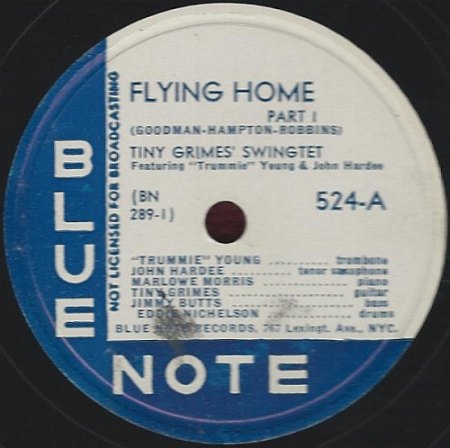 FLYING HOME
PART I
(GOODMAN-HAMPTON-ROBBINS)
TINY GRIMES' SWINGTET
Featuring "Trummie" Young & John Hardee
(BN
289-1)
524-A
"TRUMMIE" YOUNG .......... trombone
JOHN HARDEE .......... tenor saxophone
MARLOWE MORRIS .......... piano
TINY GRIMES .......... guitar
JIMMY BUTTS .......... bass
EDDIE NICHELSON .......... drums
BLUE NOTE RECORDS, 767 Lexingt. Ave., NYC.
NOT LICENSED FOR BROADCASTING
BLUE
NOTE